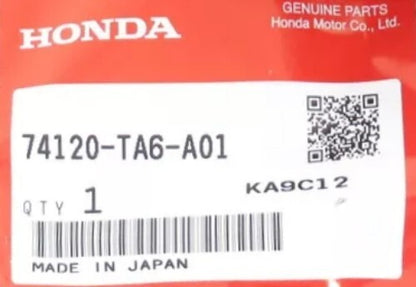 HONDA
GENUINE PARTS
Honda Motor Co., Ltd.
74120-TA6-A01
KA9C12
QTY 1
MADE IN JAPAN